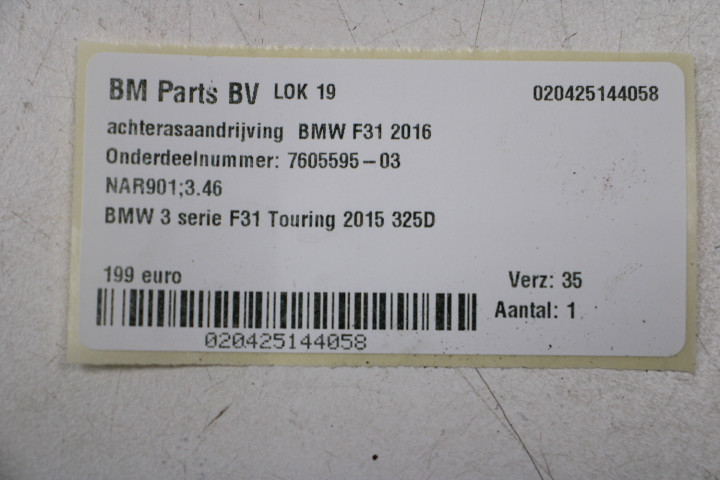 BM Parts BV LOK 19 020425144058
achterasaandrijving BMW F31 2016
Onderdeelnummer: 7605595-03
NAR901;3.46
BMW 3 serie F31 Touring 2015 325D
199 euro Verz: 35
Aantal: 1
020425144058